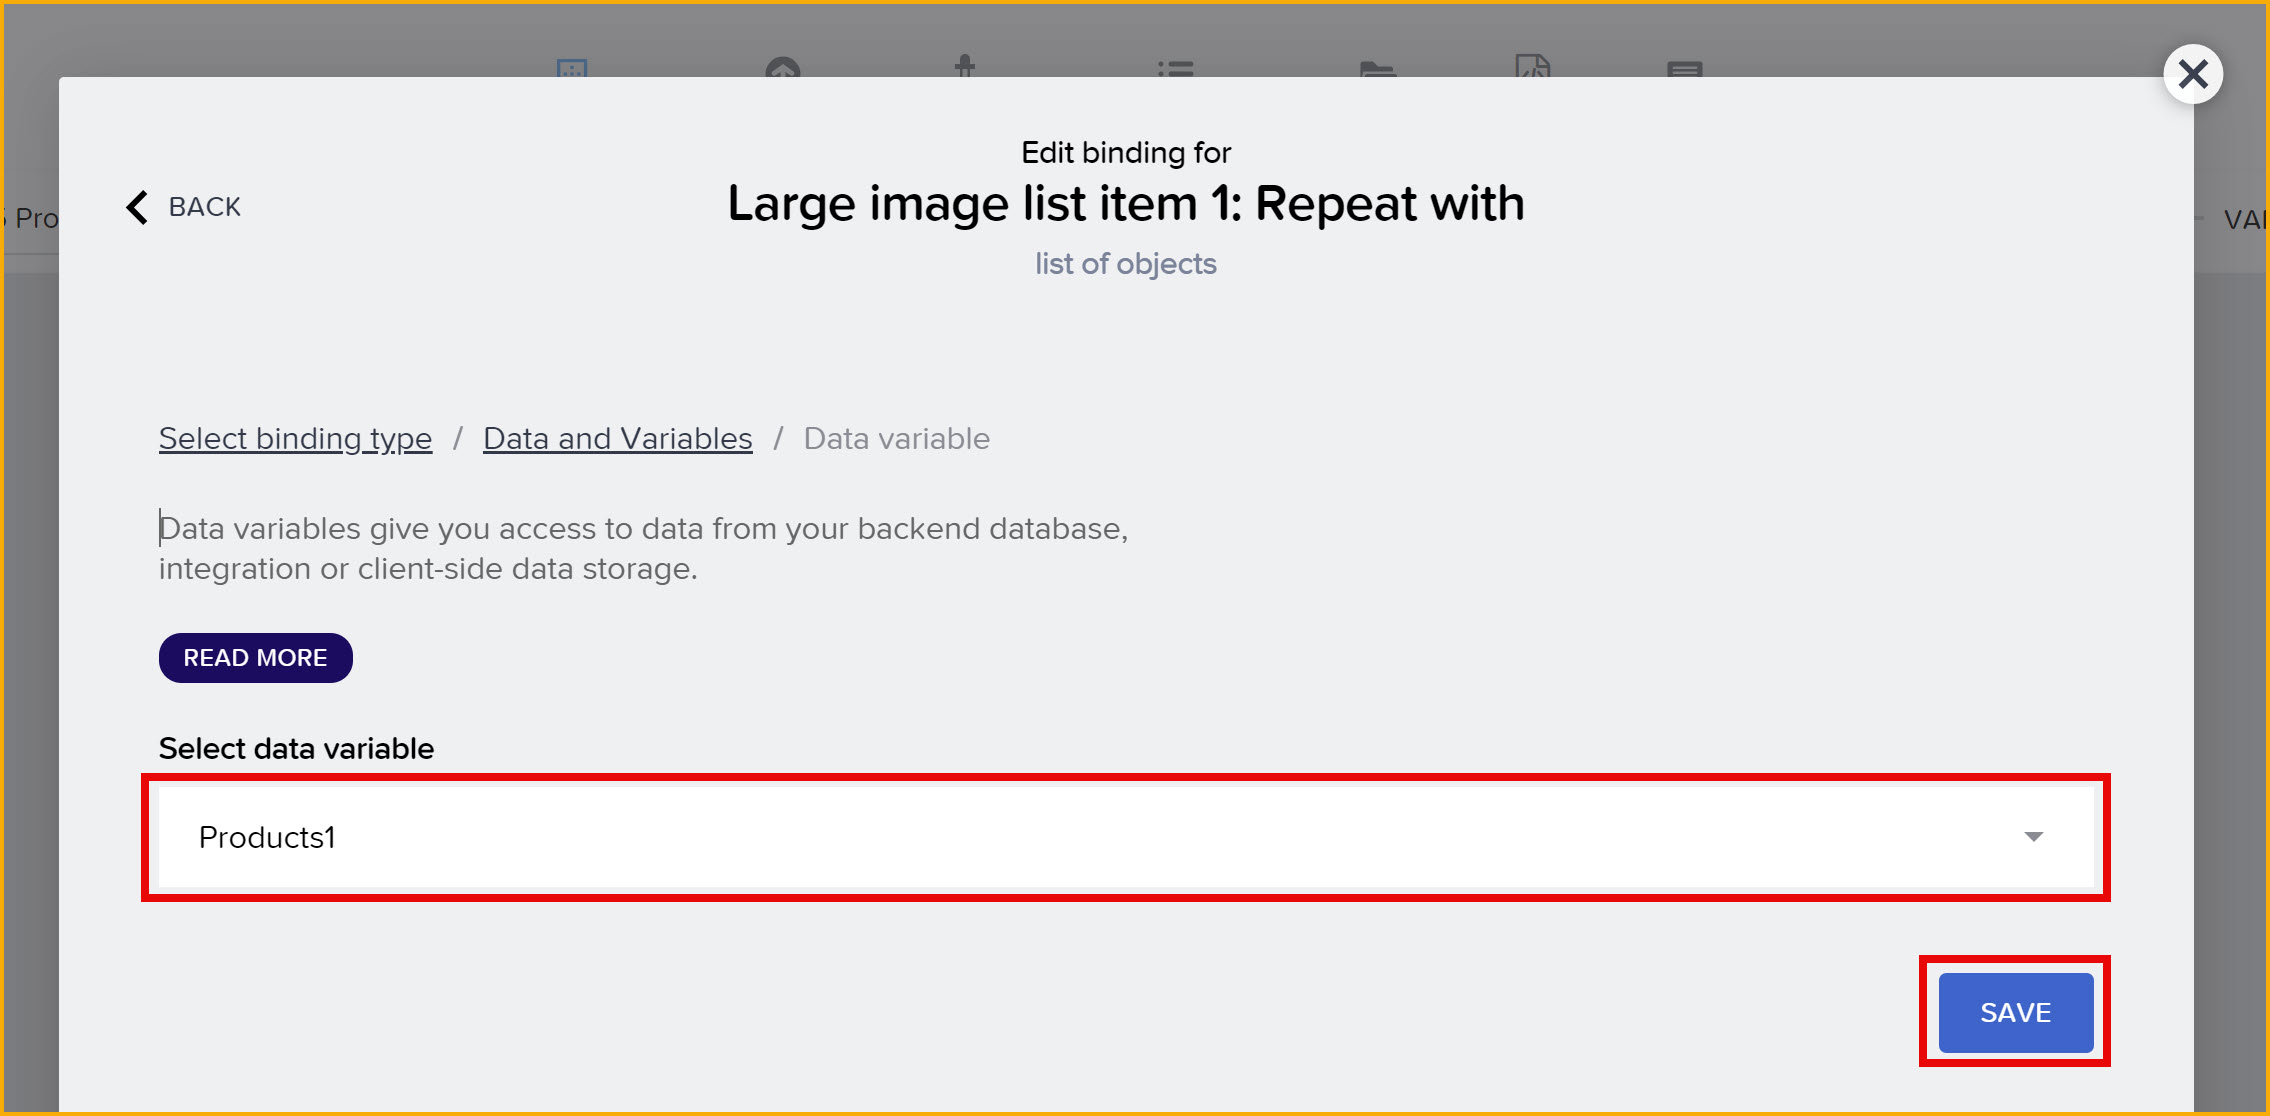 Edit binding for
BACK
Large image list item 1: Repeat with
Pro
list of objects
Select binding type / Data and Variables / Data variable
Data variables give you access to data from your backend database,
integration or client-side data storage.
READ MORE
Select data variable
Products1
SAVE